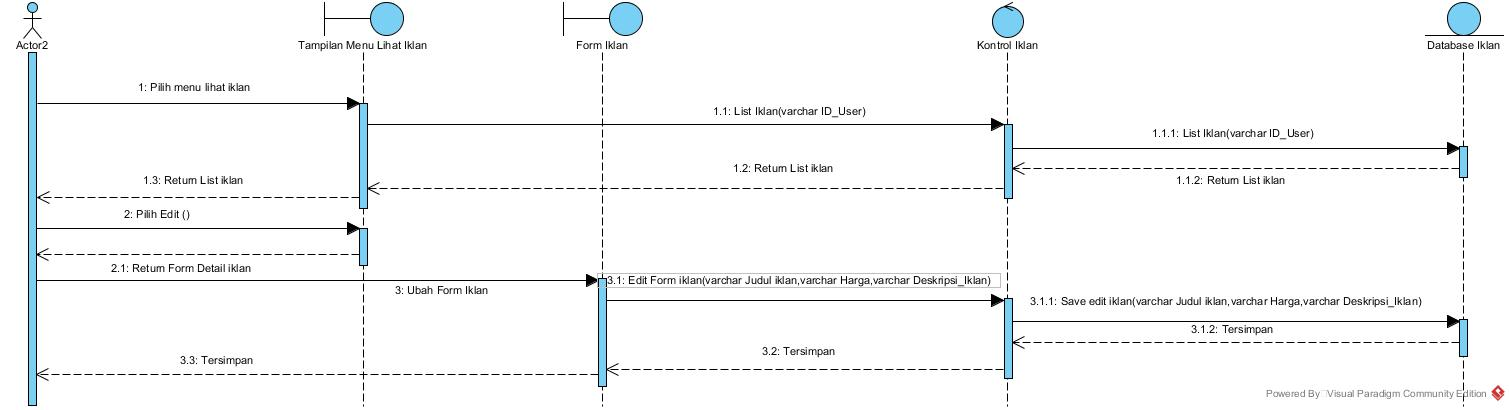 Actor2
Tampilan Menu Lihat Iklan
Form Iklan
Kontrol Iklan
Database Iklan
1: Pilih menu lihat iklan
1.1: List Iklan(varchar ID_User)
1.1.1: List Iklan(varchar ID_User)
1.2: Return List iklan
1.1.2: Return List iklan
1.3: Return List iklan
2: Pilih Edit ()
2.1: Return Form Detail iklan
3: Ubah Form Iklan
3.1: Edit Form iklan(varchar Judul iklan,varchar Harga,varchar Deskripsi_Iklan)
3.1.1: Save edit iklan(varchar Judul iklan,varchar Harga,varchar Deskripsi_Iklan)
3.1.2: Tersimpan
3.2: Tersimpan
3.3: Tersimpan
Powered By Visual Paradigm Community Edition